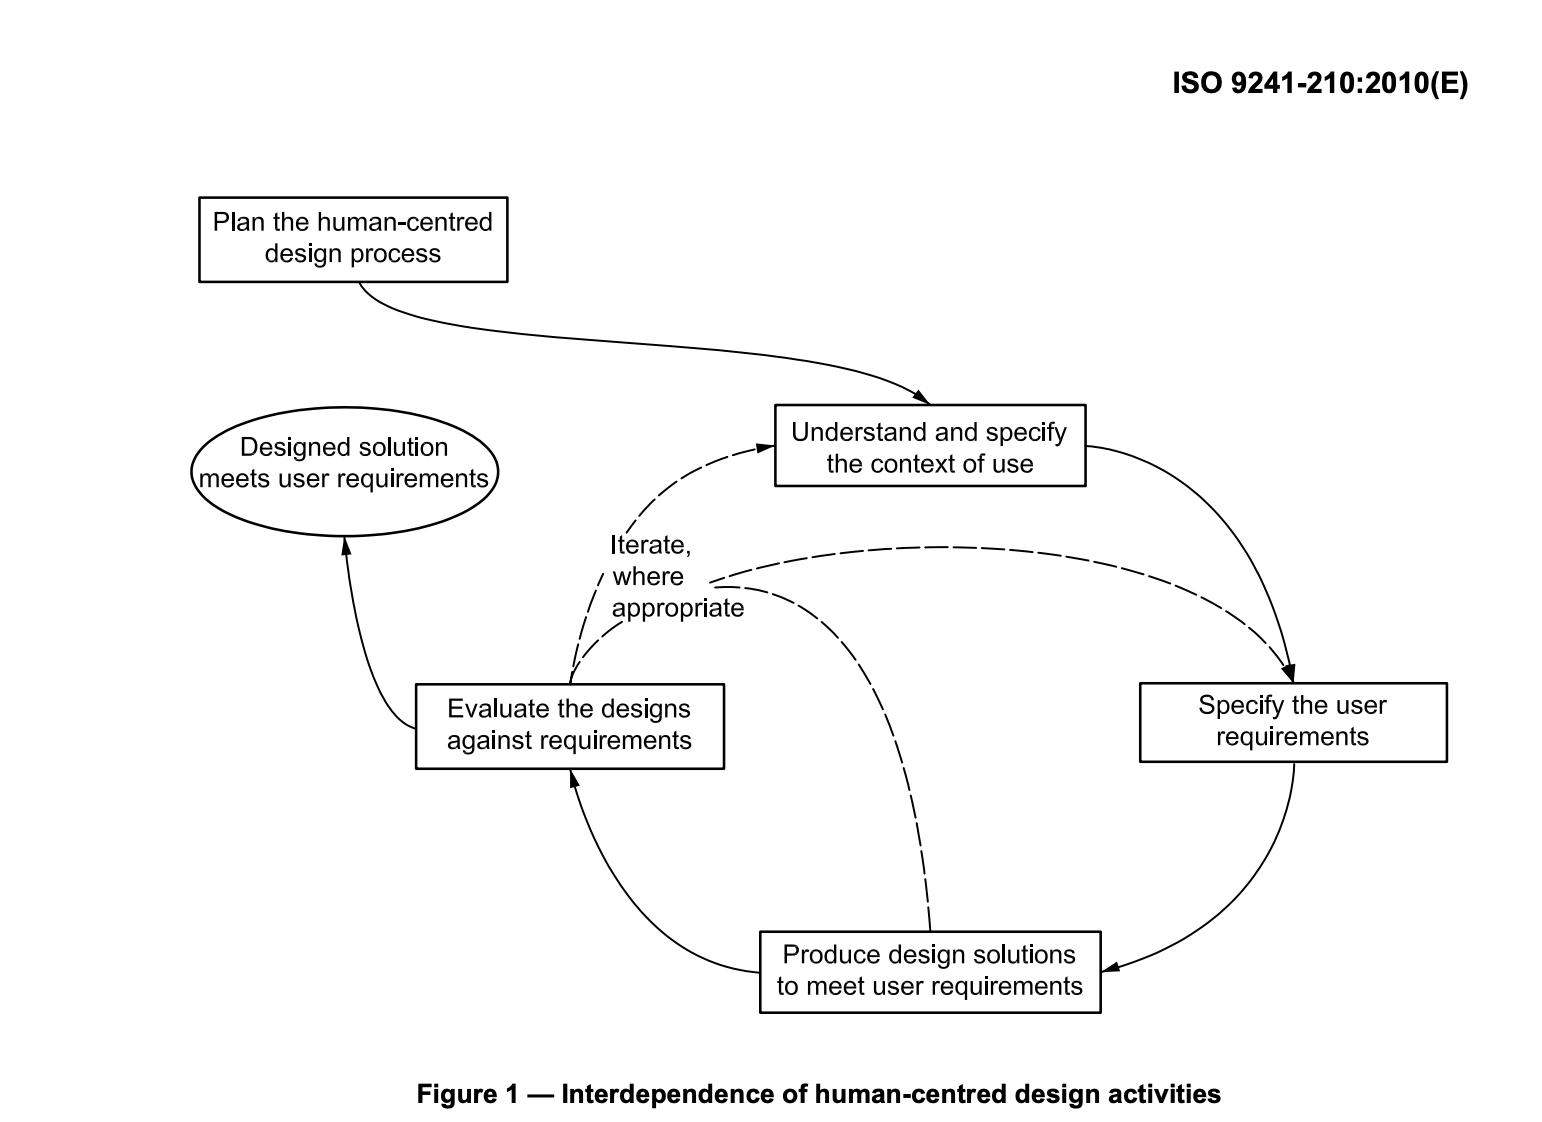 ISO 9241-210:2010(E)
Plan the human-centred
design process
Understand and specify
the context of use
Designed solution
meets user requirements
Iterate,
where
appropriate
Evaluate the designs
against requirements
Specify the user
requirements
Produce design solutions
to meet user requirements
Figure 1 — Interdependence of human-centred design activities